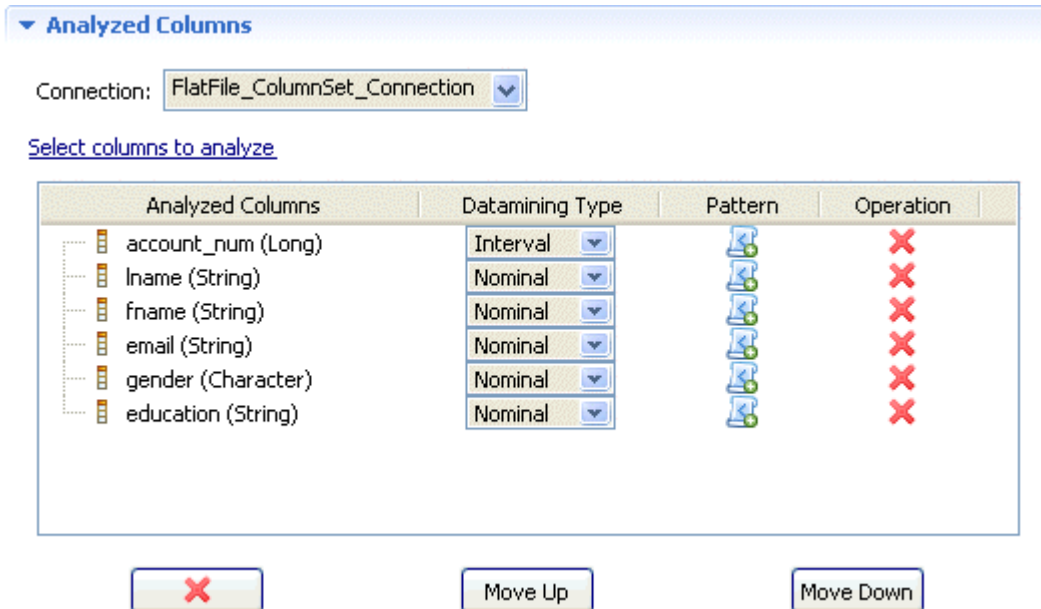 Analyzed Columns
Connection: FlatFile_ColumnSet_Connection
Select columns to analyze
Analyzed Columns Datamining Type Pattern Operation
account_num (Long) Interval
lname (String) Nominal
fname (String) Nominal
email (String) Nominal
gender (Character) Nominal
education (String) Nominal
Move Up Move Down